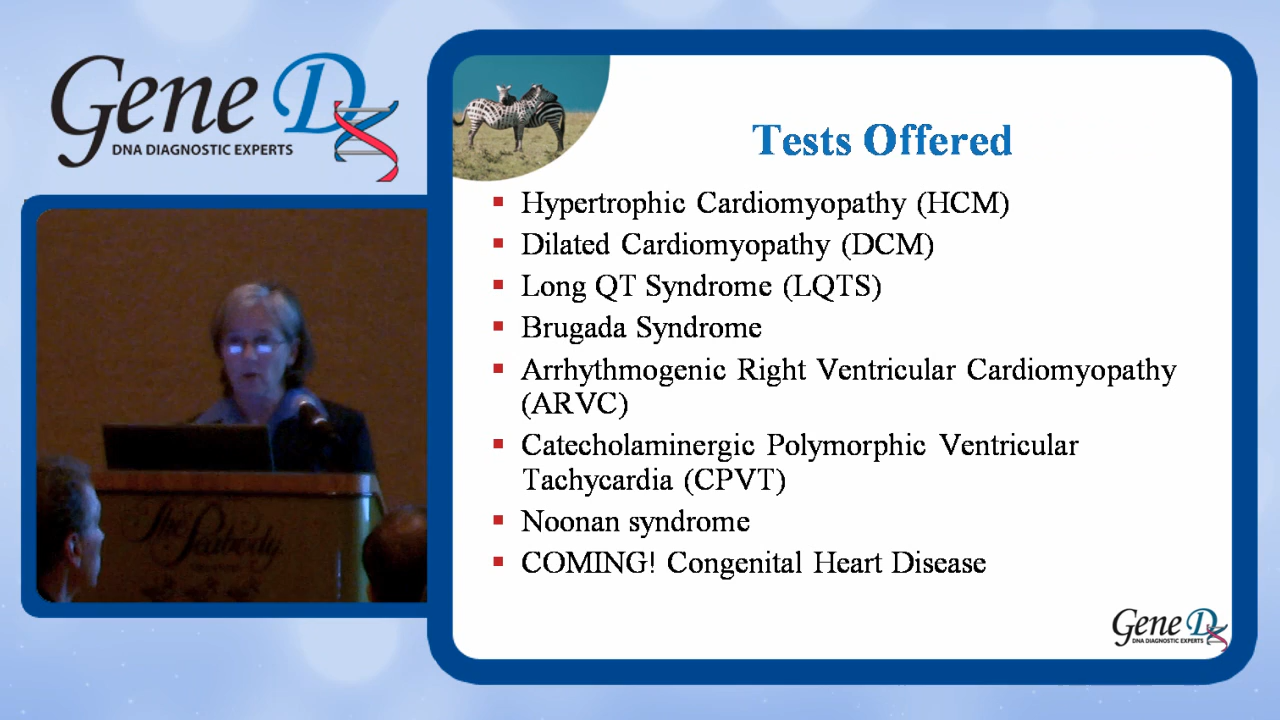 Gene Dx
DNA DIAGNOSTIC EXPERTS
Tests Offered
Hypertrophic Cardiomyopathy (HCM)
Dilated Cardiomyopathy (DCM)
Long QT Syndrome (LQTS)
Brugada Syndrome
Arrhythmogenic Right Ventricular Cardiomyopathy
(ARVC)
Catecholaminergic Polymorphic Ventricular
Tachycardia (CPVT)
Noonan syndrome
COMING! Congenital Heart Disease
The Peabody
Gene Dx
DNA DIAGNOSTIC EXPERTS